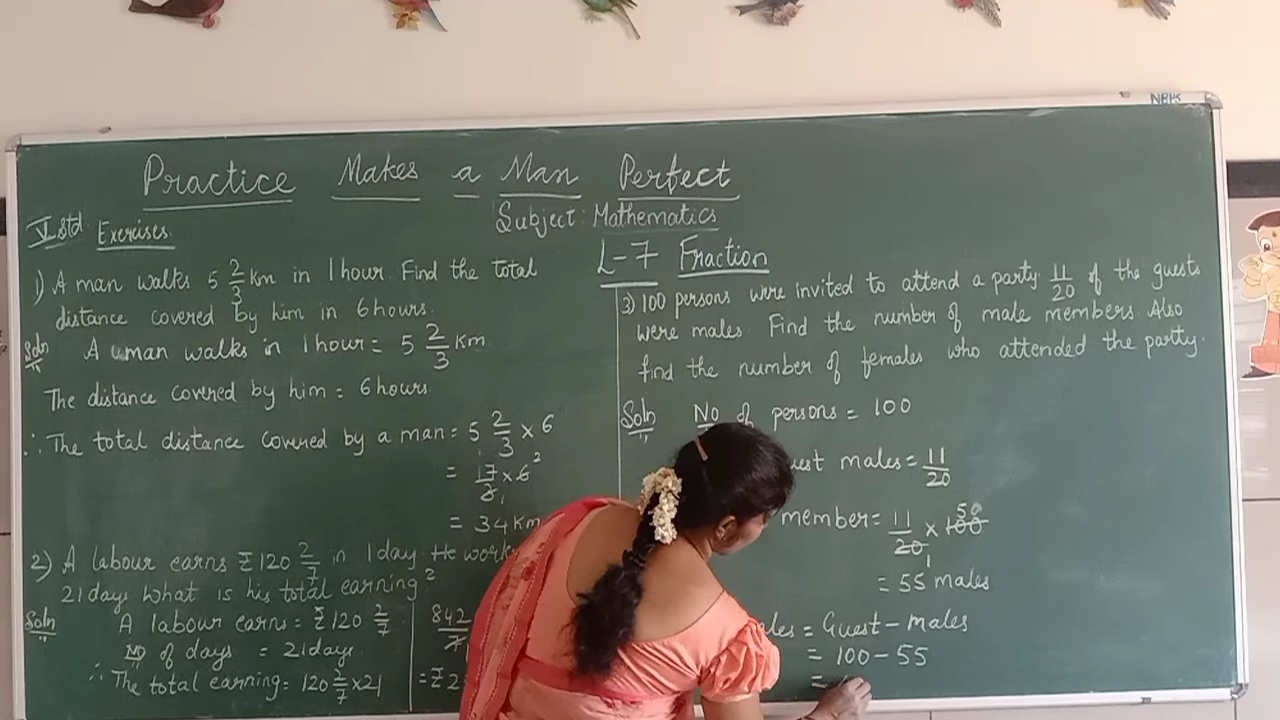 NBPS
Practice Makes a Man Perfect
Subject: Mathematics
V std Exercises
L-7 Fraction
1) A man walks 5 2/3 km in 1 hour. Find the total
distance covered by him in 6 hours.
Soln A man walks in 1 hour = 5 2/3 km
The distance covered by him = 6 hours
∴ The total distance covered by a man = 5 2/3 × 6
= 17/3 1 × 6 2
= 34 km
2) A labour earns ₹120 2/7 in 1 day. He work
21 days what is his total earning?
Soln A labour earns = ₹120 2/7
No of days = 21 days
∴ The total earning = 120 2/7 × 21
842/7
= ₹2
3) 100 persons were invited to attend a party 11/20 of the guests
were males. Find the number of male members. Also
find the number of females who attended the partty.
Soln No of persons = 100
males = 11/20
member = 11/20 1 × 100 50
= 55 males
= Guest - males
= 100 - 55
=